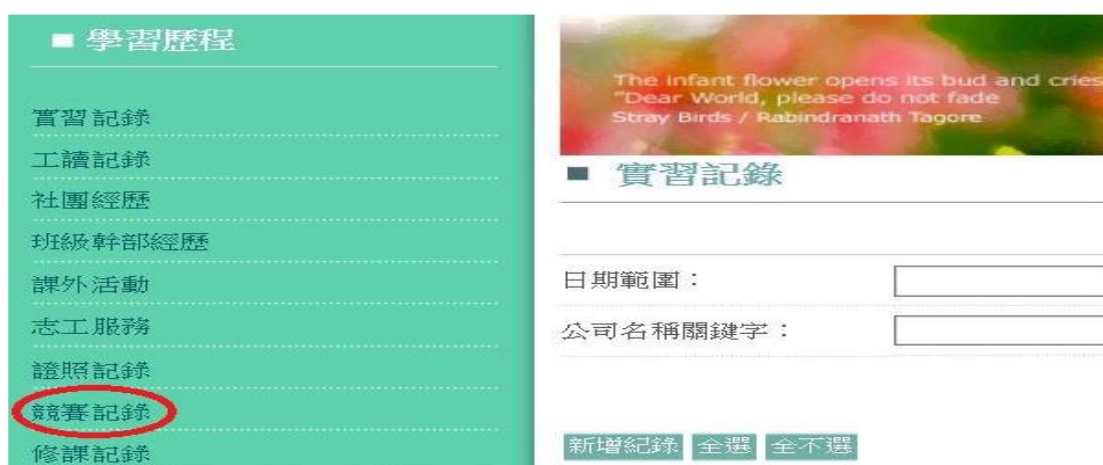 ■ 學習歷程
實習記錄
工讀記錄
社團經歷
班級幹部經歷
課外活動
志工服務
證照記錄
競賽記錄
修課記錄
The infant flower opens its bud and cries
"Dear World, please do not fade
Stray Birds / Rabindranath Tagore
■ 實習記錄
日期範圍：
公司名稱關鍵字：
新增紀錄 全選 全不選